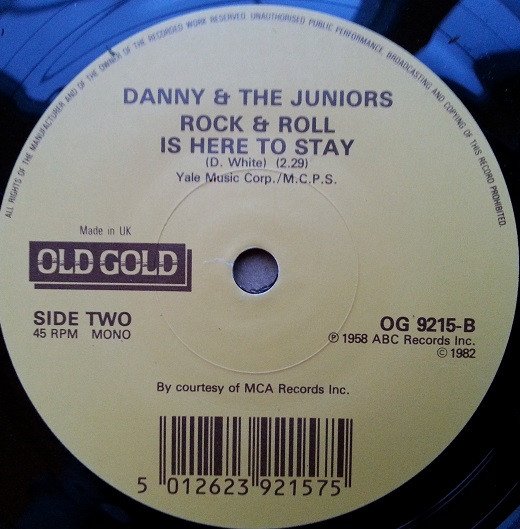 ALL RIGHTS OF THE MANUFACTURER AND OF THE OWNER OF THE RECORDED WORK RESERVED. UNAUTHORISED PUBLIC PERFORMANCE, BROADCASTING AND COPYING OF THIS RECORD PROHIBITED.
DANNY & THE JUNIORS
ROCK & ROLL
IS HERE TO STAY
(D. White) (2.29)
Yale Music Corp./M.C.P.S.
Made in UK
OLD GOLD
SIDE TWO
45 RPM MONO
OG 9215-B
℗ 1958 ABC Records Inc.
© 1982
By courtesy of MCA Records Inc.
5 012623 921575